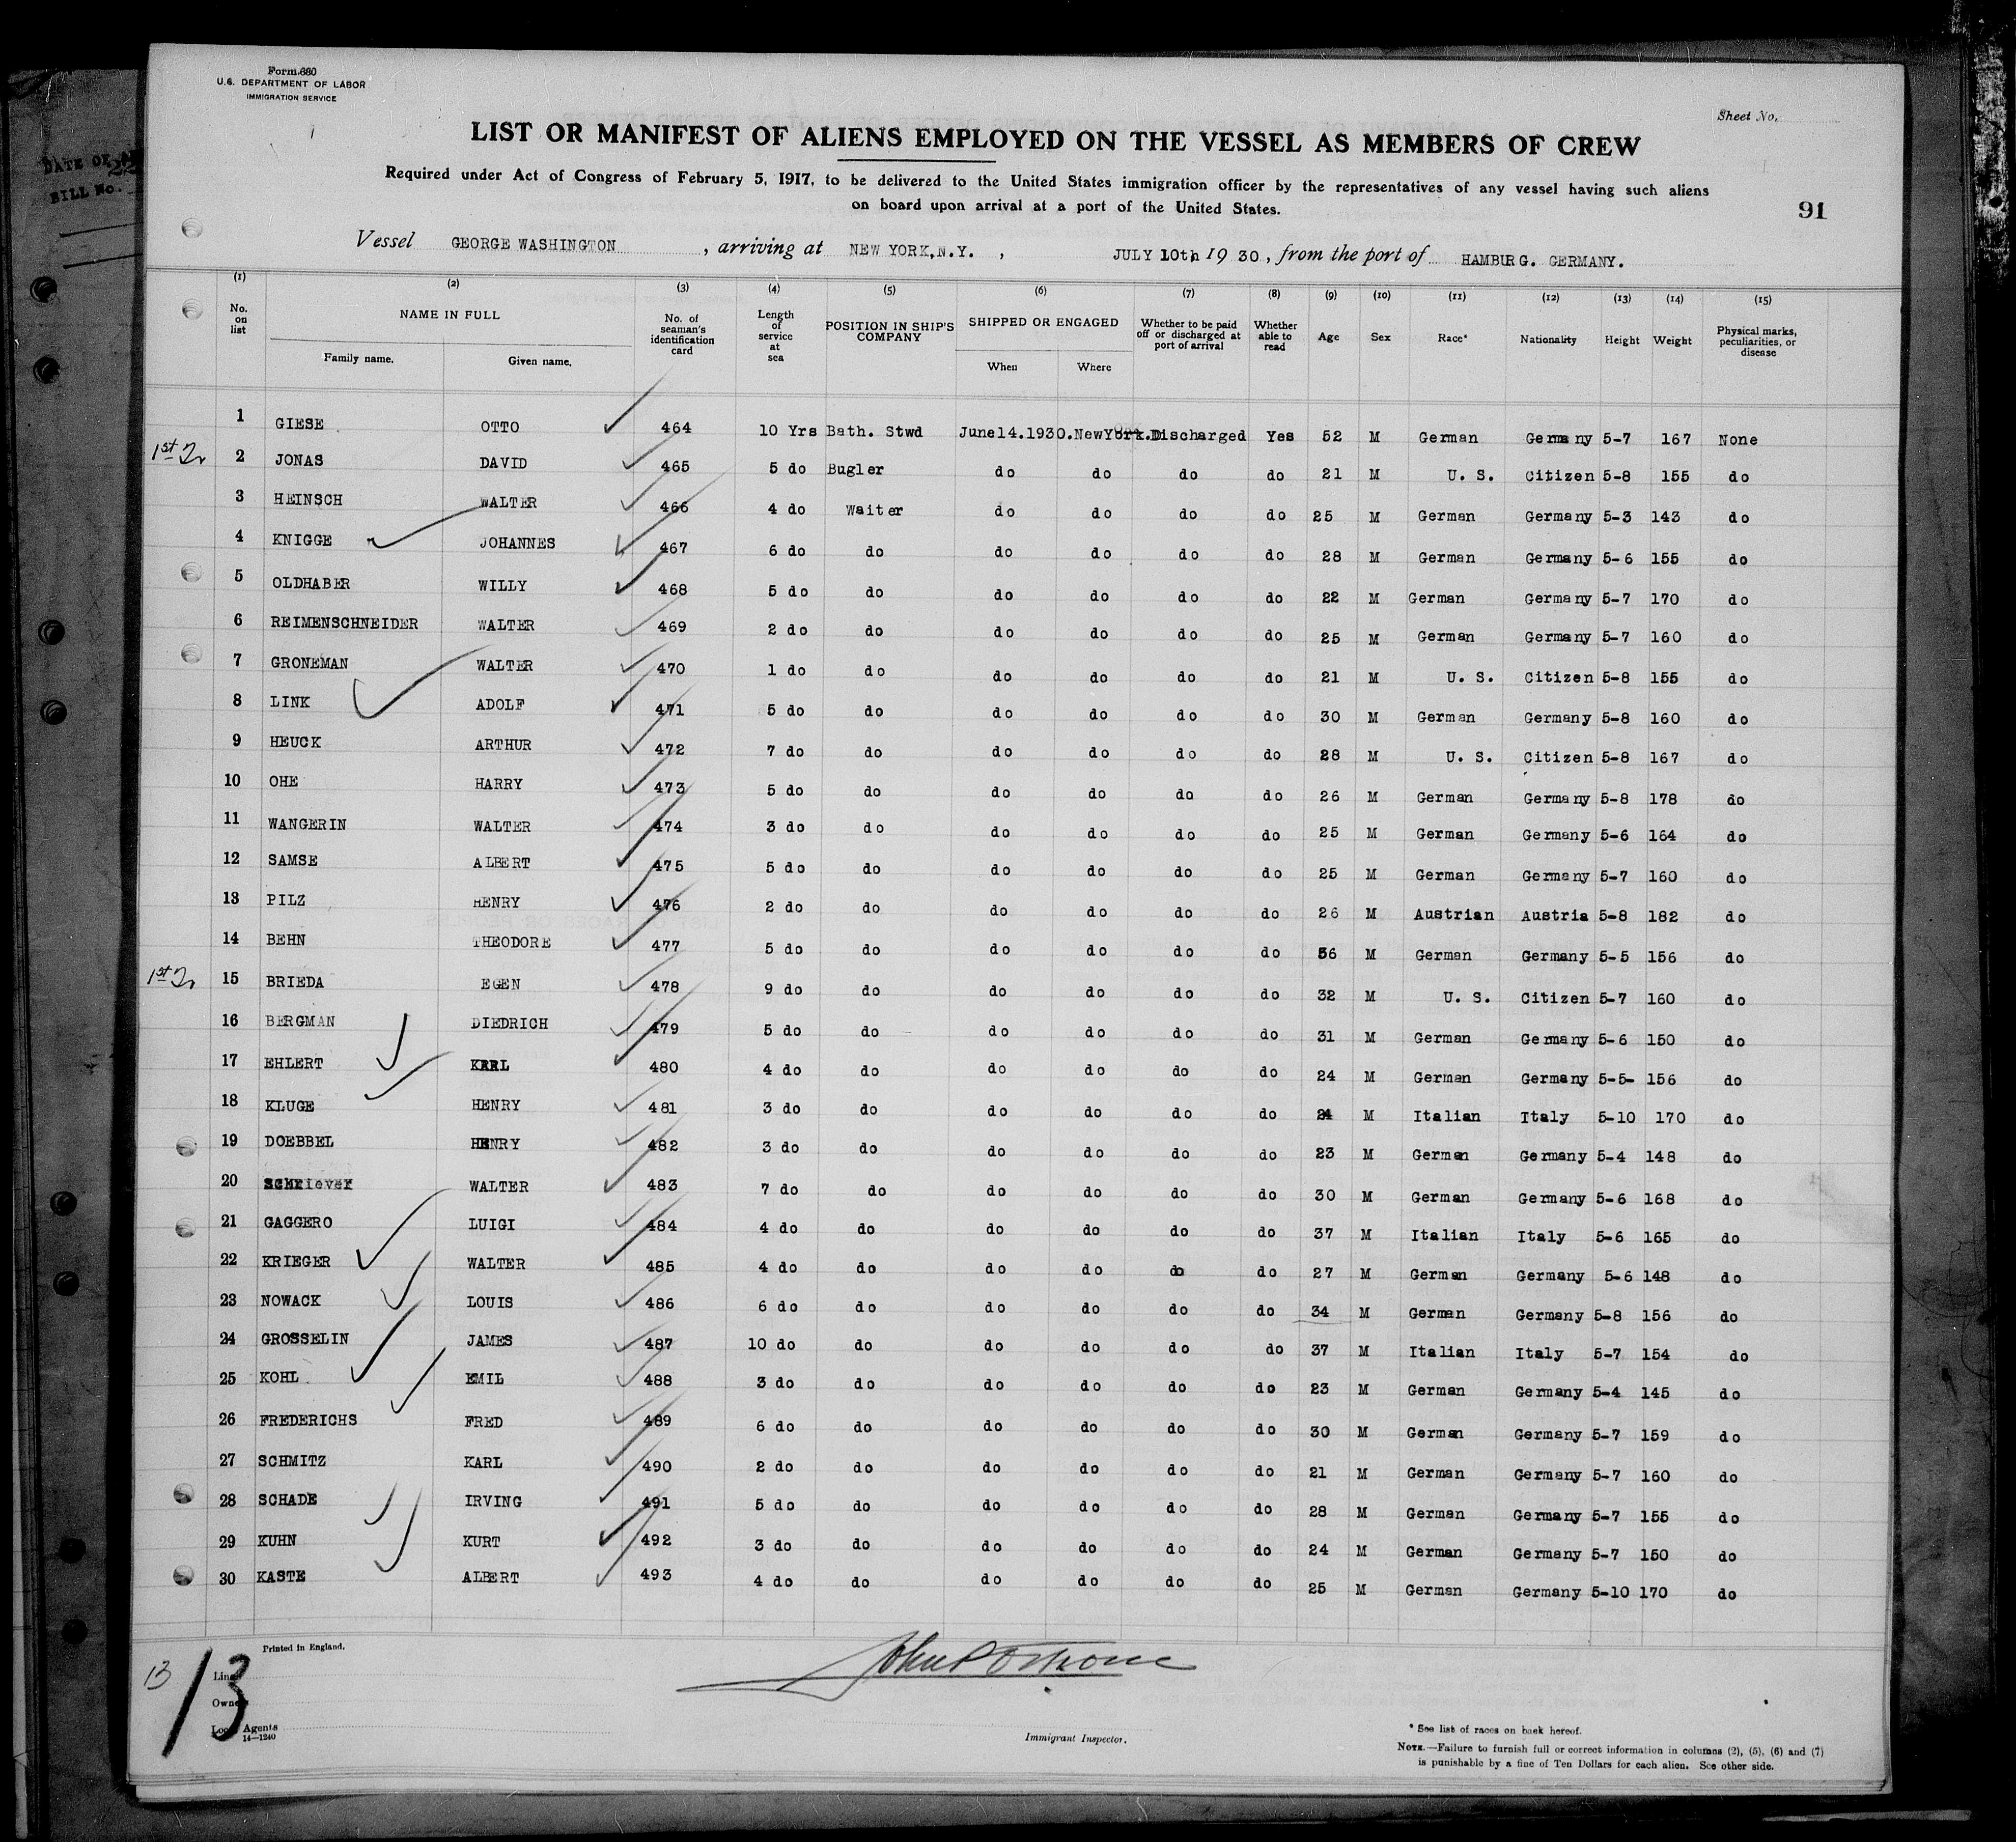 Form 680
U.S. DEPARTMENT OF LABOR
IMMIGRATION SERVICE
Sheet No.
LIST OR MANIFEST OF ALIENS EMPLOYED ON THE VESSEL AS MEMBERS OF CREW
Required under Act of Congress of February 5, 1917, to be delivered to the United States immigration officer by the representatives of any vessel having such aliens
on board upon arrival at a port of the United States.
91
DATE OF
BILL No.
Vessel GEORGE WASHINGTON, arriving at NEW YORK, N.Y., JULY 10th 1930, from the port of HAMBURG. GERMANY.
(1) (2) (3) (4) (5) (6) (7) (8) (9) (10) (11) (12) (13) (14) (15)
No. on list NAME IN FULL Family name. Given name. No. of seaman's identification card Length of service at sea POSITION IN SHIP'S COMPANY SHIPPED OR ENGAGED When Where Whether to be paid off or discharged at port of arrival Whether able to read Age Sex Race* Nationality Height Weight Physical marks, peculiarities, or disease
1 GIESE OTTO 464 10 Yrs Bath. Stwd June14.1930. NewYork. Discharged Yes 52 M German Germany 5-7 167 None
1st 2 JONAS DAVID 465 5 do Bugler do do do do 21 M U. S. Citizen 5-8 155 do
3 HEINSCH WALTER 466 4 do Waiter do do do do 25 M German Germany 5-3 143 do
4 KNIGGE JOHANNES 467 6 do do do do do do 28 M German Germany 5-6 155 do
5 OLDHABER WILLY 468 5 do do do do do do 22 M German Germany 5-7 170 do
6 REIMENSCHNEIDER WALTER 469 2 do do do do do do 25 M German Germany 5-7 160 do
7 GRONEMAN WALTER 470 1 do do do do do do 21 M U. S. Citizen 5-8 155 do
8 LINK ADOLF 471 5 do do do do do do 30 M German Germany 5-8 160 do
9 HEUCK ARTHUR 472 7 do do do do do do 28 M U. S. Citizen 5-8 167 do
10 OHE HARRY 473 5 do do do do do do 26 M German Germany 5-8 178 do
11 WANGERIN WALTER 474 3 do do do do do do 25 M German Germany 5-6 164 do
12 SAMSE ALBERT 475 5 do do do do do do 25 M German Germany 5-7 160 do
13 PILZ HENRY 476 2 do do do do do do 26 M Austrian Austria 5-8 182 do
14 BEHN THEODORE 477 5 do do do do do do 36 M German Germany 5-5 156 do
1st 15 BRIEDA EGEN 478 9 do do do do do do 32 M U. S. Citizen 5-7 160 do
16 BERGMAN DIEDRICH 479 5 do do do do do do 31 M German Germany 5-6 150 do
17 EHLERT KARL 480 4 do do do do do do 24 M German Germany 5-5- 156 do
18 KLUGE HENRY 481 3 do do do do do do M Italian Italy 5-10 170 do
19 DOEBBEL HENRY 482 3 do do do do do do 23 M German Germany 5-4 148 do
20 SCHRIEVER WALTER 483 7 do do do do do do 30 M German Germany 5-6 168 do
21 GAGGERO LUIGI 484 4 do do do do do do 37 M Italian Italy 5-6 165 do
22 KRIEGER WALTER 485 4 do do do do do do 27 M German Germany 5-6 148 do
23 NOWACK LOUIS 486 6 do do do do do do 34 M German Germany 5-8 156 do
24 GROSSELIN JAMES 487 10 do do do do do do 37 M Italian Italy 5-7 154 do
25 KOHL EMIL 488 3 do do do do do do 23 M German Germany 5-4 145 do
26 FREDERICHS FRED 489 6 do do do do do do 30 M German Germany 5-7 159 do
27 SCHMITZ KARL 490 2 do do do do do do 21 M German Germany 5-7 160 do
28 SCHADE IRVING 491 5 do do do do do do 28 M German Germany 5-7 155 do
29 KUHN KURT 492 3 do do do do do do 24 M German Germany 5-7 150 do
30 KASTE ALBERT 493 4 do do do do do do 25 M German Germany 5-10 170 do
Printed in England.
13
13
Line
Owners
Local Agents
14—1240
Immigrant Inspector.
* See list of races on back hereof.
NOTE.—Failure to furnish full or correct information in columns (2), (5), (6) and (7)
is punishable by a fine of Ten Dollars for each alien. See other side.